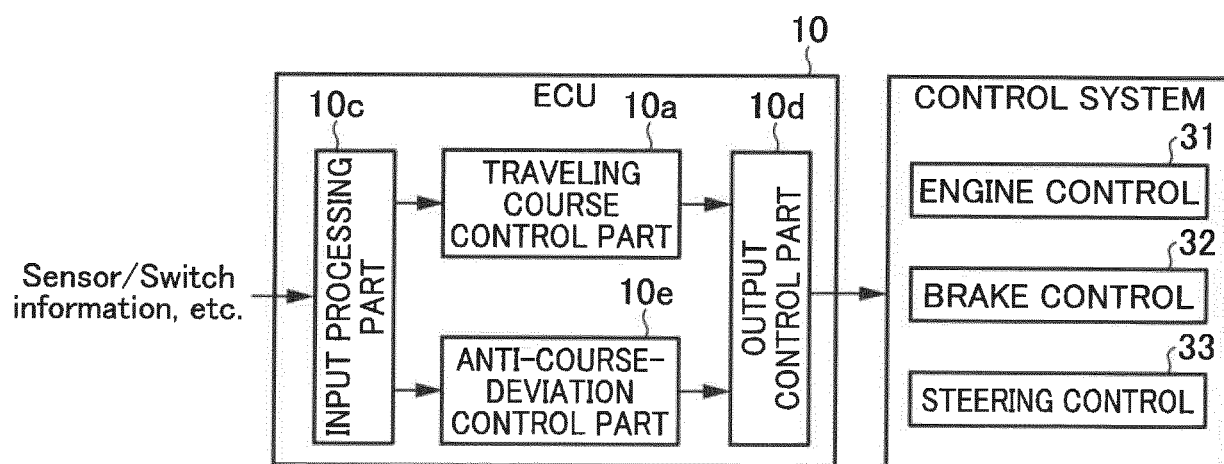 10
ECU
10c
10a
10d
INPUT PROCESSING
PART
TRAVELING
COURSE
CONTROL PART
OUTPUT
CONTROL PART
Sensor/Switch
information, etc.
10e
ANTI-COURSE-
DEVIATION
CONTROL PART
CONTROL SYSTEM
31
ENGINE CONTROL
32
BRAKE CONTROL
33
STEERING CONTROL